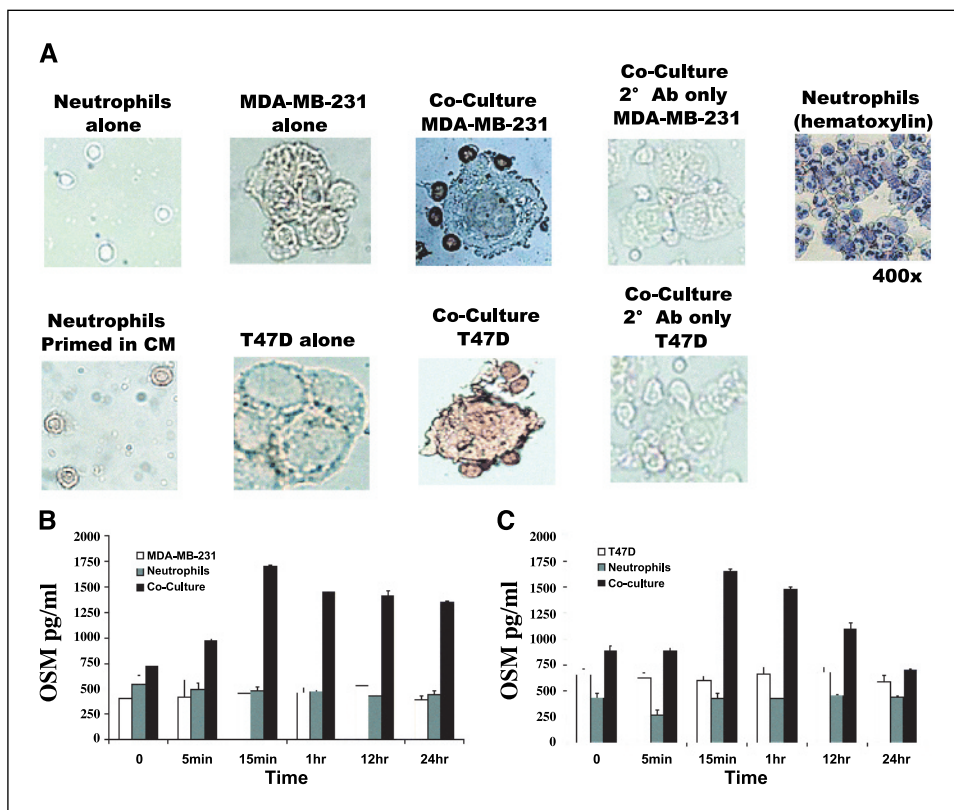 A
Neutrophils
alone
MDA-MB-231
alone
Co-Culture
MDA-MB-231
Co-Culture
2° Ab only
MDA-MB-231
Neutrophils
(hematoxylin)
400x
Neutrophils
Primed in CM
T47D alone
Co-Culture
T47D
Co-Culture
2° Ab only
T47D
B
OSM pg/ml
2000
1750
1500
1250
1000
750
500
250
0
MDA-MB-231
Neutrophils
Co-Culture
0 5min 15min 1hr 12hr 24hr
Time
C
OSM pg/ml
2000
1750
1500
1250
1000
750
500
250
0
T47D
Neutrophils
Co-culture
0 5min 15min 1hr 12hr 24hr
Time